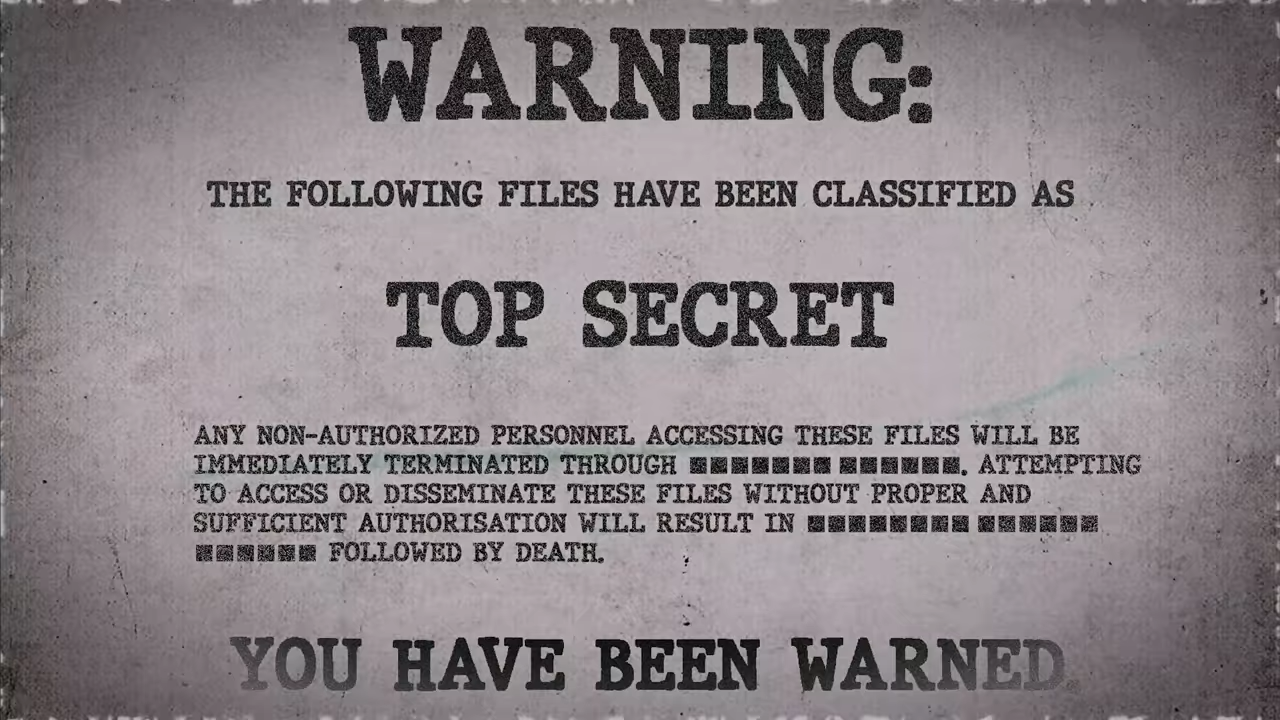 WARNING:
THE FOLLOWING FILES HAVE BEEN CLASSIFIED AS
TOP SECRET
ANY NON-AUTHORIZED PERSONNEL ACCESSING THESE FILES WILL BE
IMMEDIATELY TERMINATED THROUGH ■■■■■■■ ■■■■■■. ATTEMPTING
TO ACCESS OR DISSEMINATE THESE FILES WITHOUT PROPER AND
SUFFICIENT AUTHORISATION WILL RESULT IN ■■■■■■■■ ■■■■■■
■■■■■■ FOLLOWED BY DEATH.
YOU HAVE BEEN WARNED.